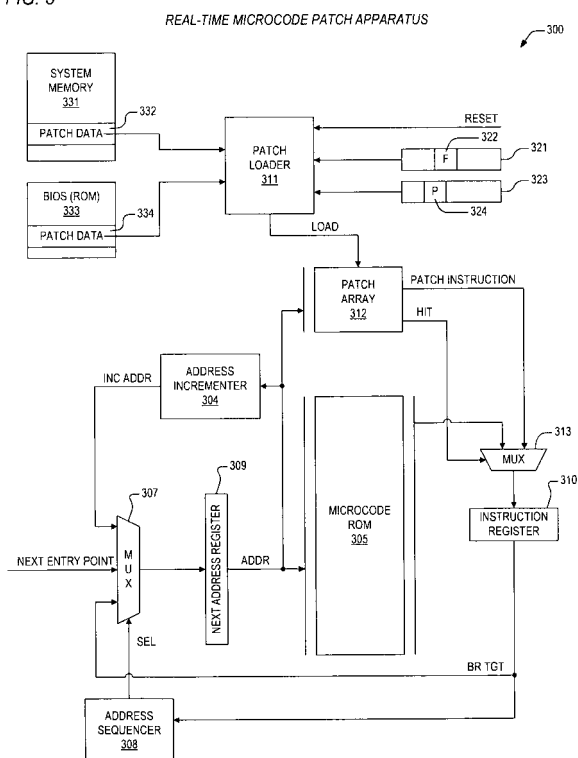 REAL-TIME MICROCODE PATCH APPARATUS
300
SYSTEM
MEMORY
331
332
PATCH DATA
BIOS (ROM)
333
334
PATCH DATA
PATCH
LOADER
311
RESET
322
F
321
P
323
324
LOAD
PATCH
ARRAY
312
PATCH INSTRUCTION
HIT
INC ADDR
ADDRESS
INCREMENTER
304
313
MUX
310
INSTRUCTION
REGISTER
307
309
MICROCODE
ROM
305
NEXT ENTRY POINT
MUX
NEXT ADDRESS REGISTER
ADDR
SEL
BR TGT
ADDRESS
SEQUENCER
308